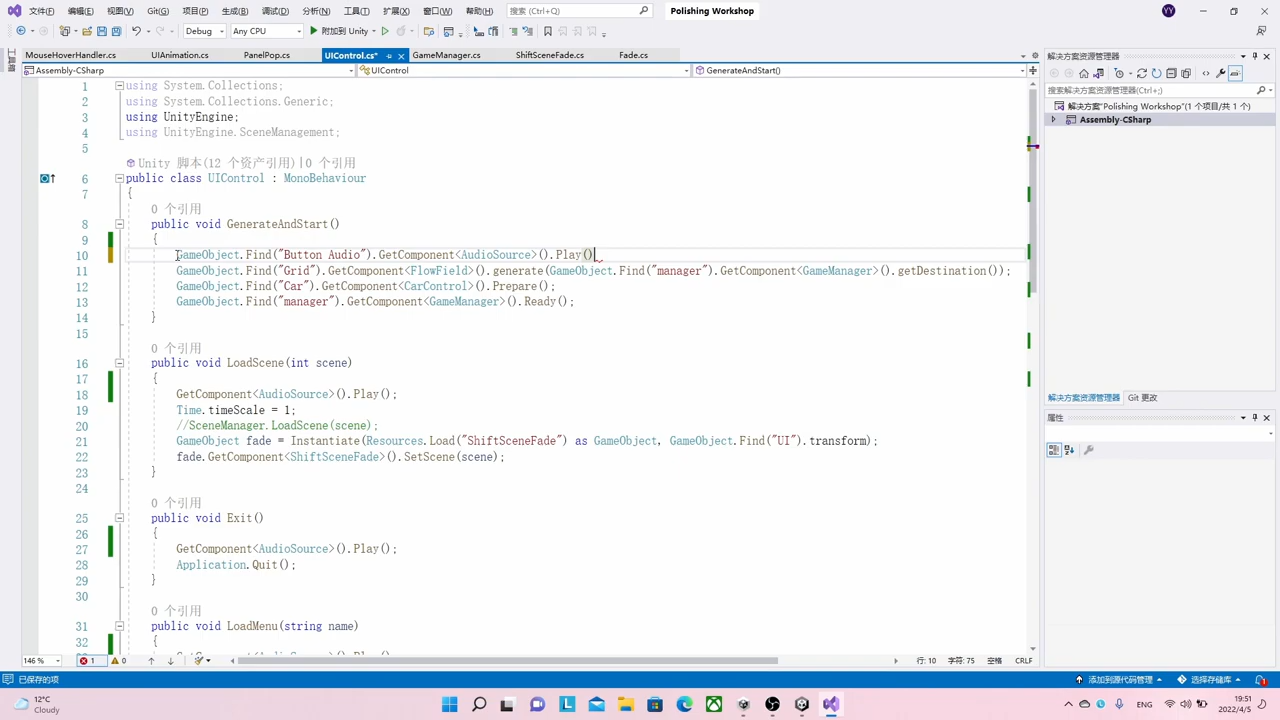 文件(F) 编辑(E) 视图(V) Git(G) 项目(P) 生成(B) 调试(D) 分析(N) 工具(T) 扩展(X) 窗口(W) 帮助(H) 搜索 (Ctrl+Q) Polishing Workshop YY
Debug Any CPU 附加到 Unity
MouseHoverHandler.cs UIAnimation.cs PanelPop.cs UIControl.cs* GameManager.cs ShiftSceneFade.cs Fade.cs
Assembly-CSharp UIControl GenerateAndStart()
1 using System.Collections;
2 using System.Collections.Generic;
3 using UnityEngine;
4 using UnityEngine.SceneManagement;
5
Unity 脚本(12 个资产引用)|0 个引用
6 public class UIControl : MonoBehaviour
7 {
0 个引用
8 public void GenerateAndStart()
9 {
10 GameObject.Find("Button Audio").GetComponent<AudioSource>().Play()
11 GameObject.Find("Grid").GetComponent<FlowField>().generate(GameObject.Find("manager").GetComponent<GameManager>().getDestination());
12 GameObject.Find("Car").GetComponent<CarControl>().Prepare();
13 GameObject.Find("manager").GetComponent<GameManager>().Ready();
14 }
15
0 个引用
16 public void LoadScene(int scene)
17 {
18 GetComponent<AudioSource>().Play();
19 Time.timeScale = 1;
20 //SceneManager.LoadScene(scene);
21 GameObject fade = Instantiate(Resources.Load("ShiftSceneFade") as GameObject, GameObject.Find("UI").transform);
22 fade.GetComponent<ShiftSceneFade>().SetScene(scene);
23 }
24
0 个引用
25 public void Exit()
26 {
27 GetComponent<AudioSource>().Play();
28 Application.Quit();
29 }
30
0 个引用
31 public void LoadMenu(string name)
32 {
146 % 1 0 行: 10 字符: 75 空格 CRLF
解决方案资源管理器
搜索解决方案资源管理器(Ctrl+;)
解决方案"Polishing Workshop"(1 个项目/共 1 个)
Assembly-CSharp
解决方案资源管理器 Git 更改
属性
已保存的项 添加到源代码管理 选择存储库
12°C
Cloudy
ENG
19:51
2022/4/5